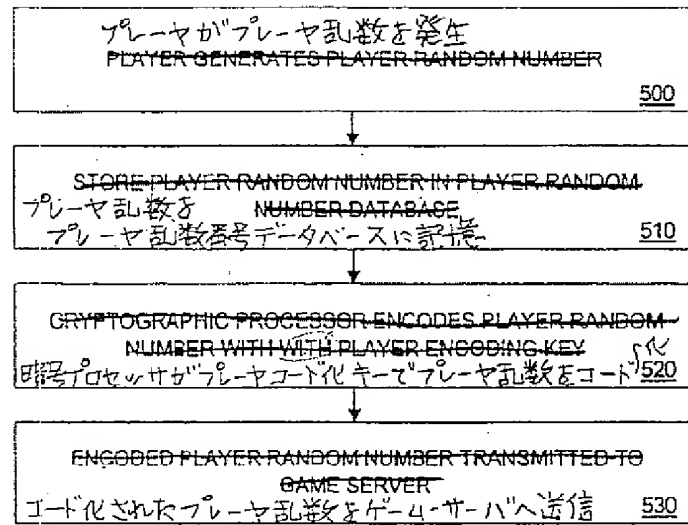 プレーヤがプレーヤ乱数を発生
PLAYER GENERATES PLAYER RANDOM NUMBER
500
STORE PLAYER RANDOM NUMBER IN PLAYER RANDOM
プレーヤ乱数を NUMBER DATABASE
プレーヤ乱数番号データベースに記憶
510
CRYPTOGRAPHIC PROCESSOR ENCODES PLAYER RANDOM
NUMBER WITH WITH PLAYER ENCODING KEY
暗号プロセッサがプレーヤコード化キーでプレーヤ乱数をコード化
520
ENCODED PLAYER RANDOM NUMBER TRANSMITTED TO
GAME SERVER
コード化されたプレーヤ乱数をゲーム・サーバへ送信
530